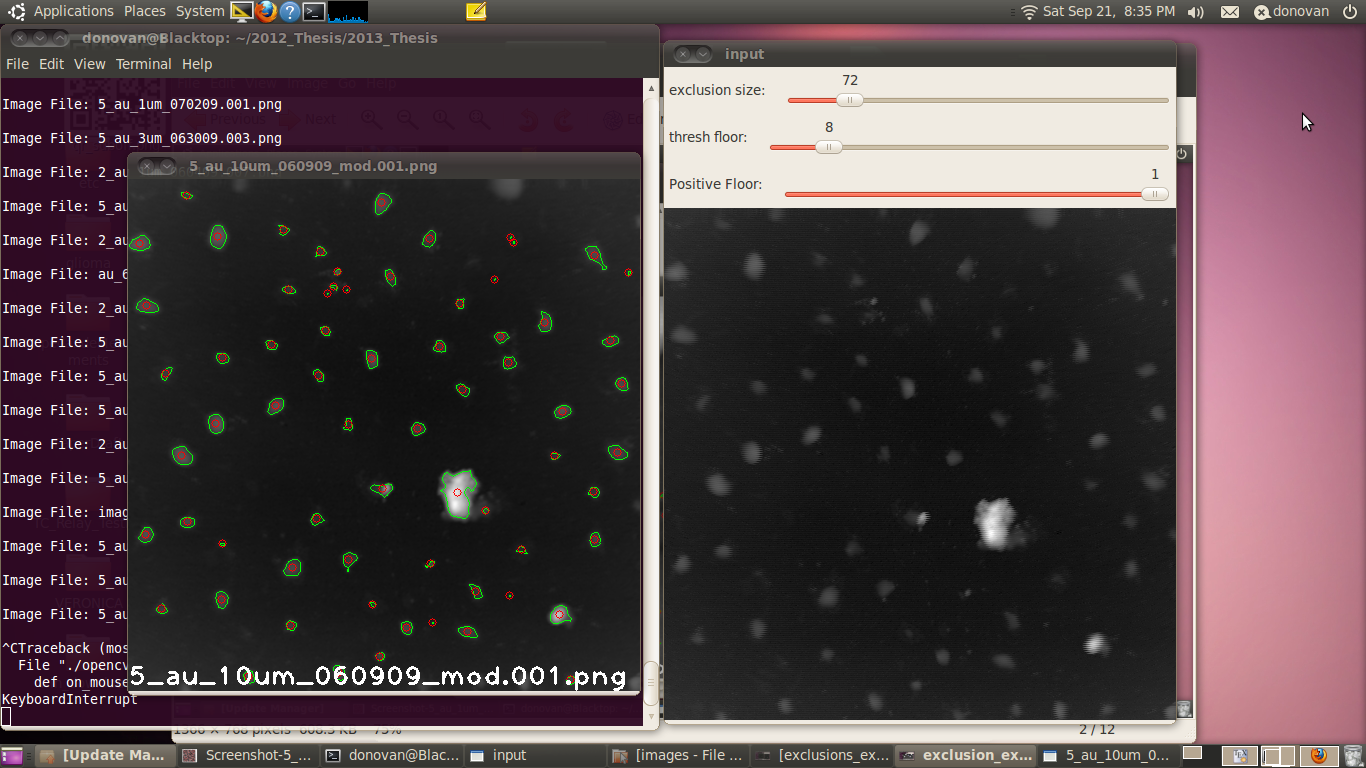 Applications Places System
Sat Sep 21, 8:35 PM
donovan
donovan@Blacktop: ~/2012_Thesis/2013_Thesis
File Edit View Terminal Help
Image File: 5_au_1um_070209.001.png
Image File: 5_au_3um_063009.003.png
Image File: 2_au
Image File: 5_au
Image File: 2_au
Image File: au_6
Image File: 2_au
Image File: 5_au
Image File: 5_au
Image File: 5_au
Image File: 2_au
Image File: 5_au
Image File: imag
Image File: 5_au
Image File: 5_au
Image File: 5_au
^CTraceback (mos
File "./opencv
def on_mouse
KeyboardInterrupt
5_au_10um_060909_mod.001.png
5_au_10um_060909_mod.001.png
input
exclusion size:
72
thresh floor:
8
Positive Floor:
1
1366 × 768 pixels 608.3 KB 75%
2 / 12
[Update Ma...
Screenshot-5_...
donovan@Blac...
input
[images - File ...
[exclusions_ex...
exclusion_ex...
5_au_10um_0...